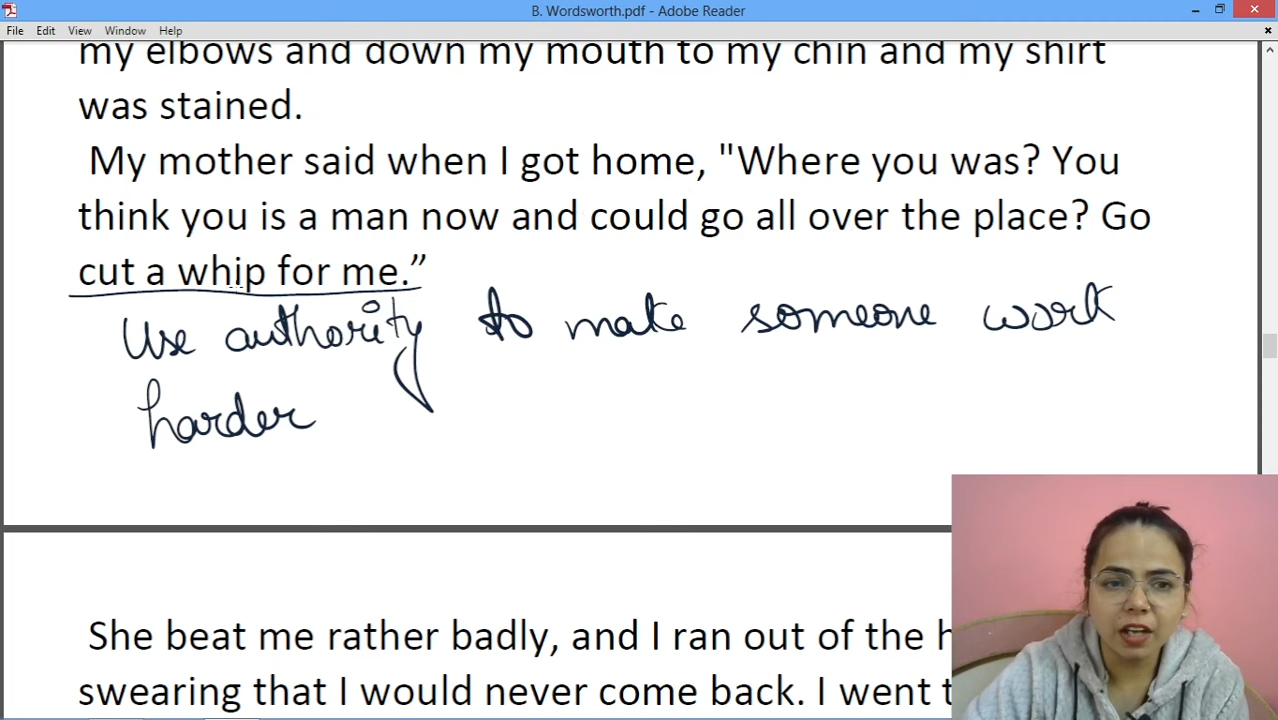 B. Wordsworth.pdf - Adobe Reader
File Edit View Window Help
my elbows and down my mouth to my chin and my shirt
was stained.
My mother said when I got home, "Where you was? You
think you is a man now and could go all over the place? Go
cut a whip for me.”
Use authority to make someone work
harder
She beat me rather badly, and I ran out of the h
swearing that I would never come back. I went t